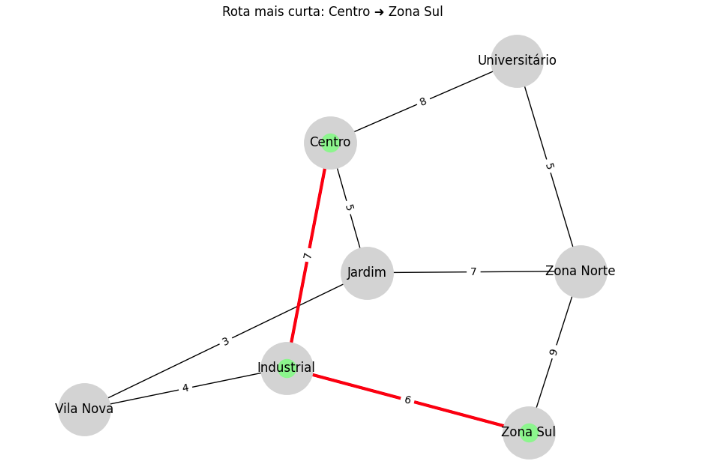 Rota mais curta: Centro ➜ Zona Sul
Universitário
8
Centro
5
5
7
Jardim
7
Zona Norte
3
Industrial
4
6
Vila Nova
Zona Sul